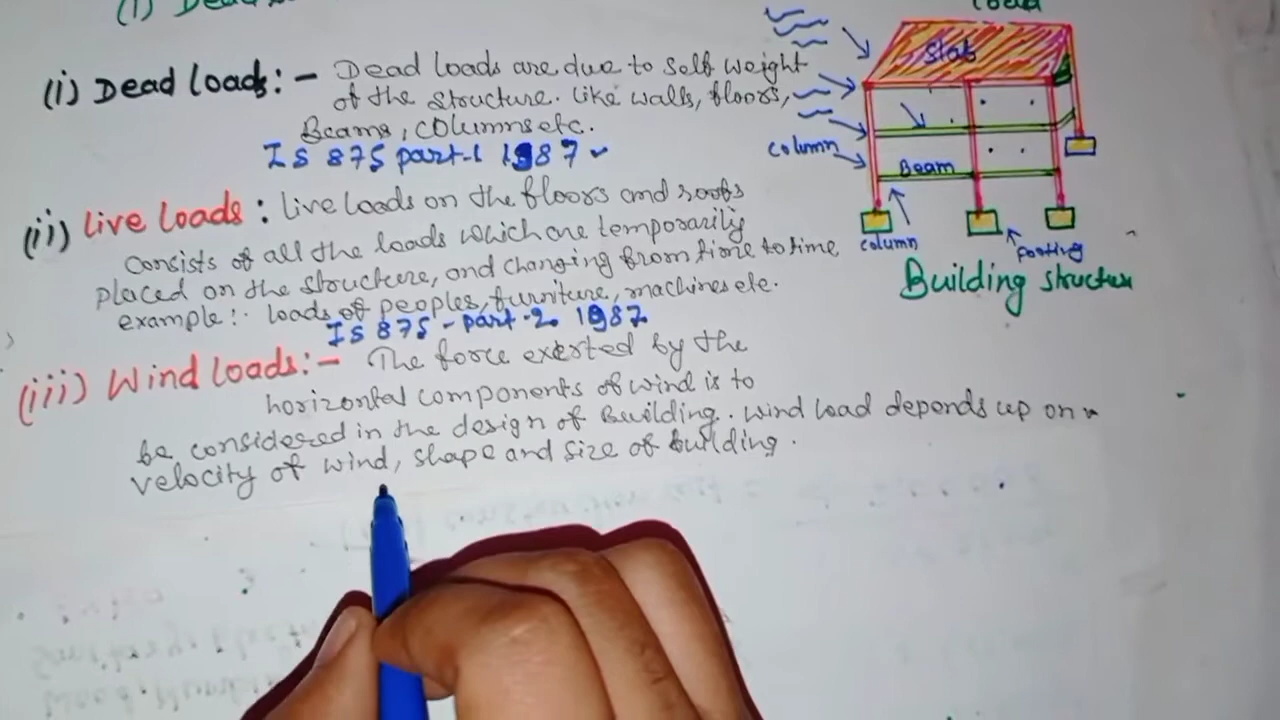 (i) Dead
(i) Dead loads:- Dead loads are due to Self weight
of the structure. Like walls, floors,
Beams, columns etc.
IS 875 part-1 1987
(ii) Live loads: Live loads on the floors and roofs
Consists of all the loads which are temporarily
placed on the structure, and changing from time to time,
example:- loads of peoples, furniture, machines etc.
IS 875 - part-2 1987
(iii) Wind loads:- The force exerted by the
horizontal components of wind is to
be considered in the design of Building. wind load depends up on
velocity of wind, shape and size of building.
load
Slab
column
Beam
column
footing
Building structure